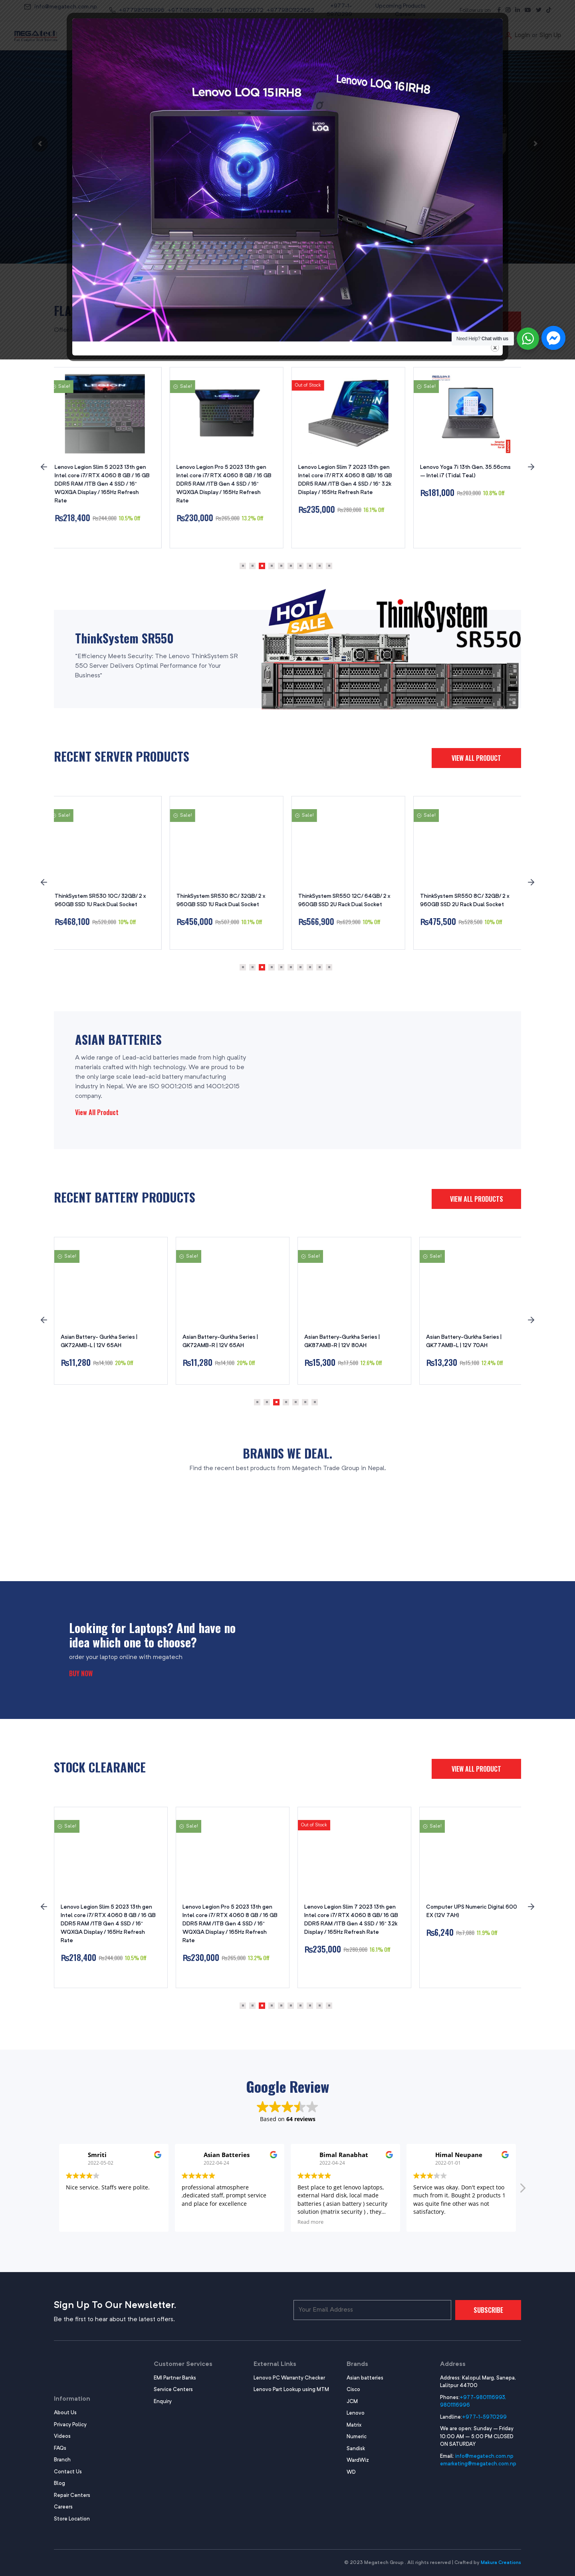 info@megatech.com.np
Upcoming Products
Login or Sign Up
MEGAtech
Lenovo LOQ 15IRH8
Lenovo LOQ 16IRH8
LOQ
Need Help? Chat with us
x
Sale!
Sale!
Out of Stock
Sale!
Lenovo Legion Slim 5 2023 13th gen
Intel core i7/ RTX 4060 8 GB / 16 GB
DDR5 RAM /1TB Gen 4 SSD / 16″
WQXGA Display / 165Hz Refresh
Rate
₨218,400 ₨244,000 10.5% Off
Lenovo Legion Pro 5 2023 13th gen
Intel core i7/ RTX 4060 8 GB / 16 GB
DDR5 RAM /1TB Gen 4 SSD / 16″
WQXGA Display / 165Hz Refresh
Rate
₨230,000 ₨265,000 13.2% Off
Lenovo Legion Slim 7 2023 13th gen
Intel core i7/ RTX 4060 8 GB/ 16 GB
DDR5 RAM /1TB Gen 4 SSD / 16″ 3.2k
Display / 165Hz Refresh Rate
₨235,000 ₨280,000 16.1% Off
Lenovo Yoga 7i 13th Gen, 35.56cms
– Intel i7 (Tidal Teal)
₨181,000 ₨203,000 10.8% Off
HOT SALE
ThinkSystem
SR550
ThinkSystem SR550
"Efficiency Meets Security: The Lenovo ThinkSystem SR
550 Server Delivers Optimal Performance for Your
Business"
RECENT SERVER PRODUCTS
VIEW ALL PRODUCT
Sale!
Sale!
Sale!
Sale!
ThinkSystem SR530 10C/ 32GB/ 2 x
960GB SSD 1U Rack Dual Socket
₨468,100 ₨520,000 10% Off
ThinkSystem SR530 8C/ 32GB/ 2 x
960GB SSD 1U Rack Dual Socket
₨456,000 ₨507,000 10.1% Off
ThinkSystem SR550 12C/ 64GB/ 2 x
960GB SSD 2U Rack Dual Socket
₨566,900 ₨629,900 10% Off
ThinkSystem SR550 8C/ 32GB/ 2 x
960GB SSD 2U Rack Dual Socket
₨475,500 ₨528,500 10% Off
ASIAN BATTERIES
A wide range of Lead-acid batteries made from high quality
materials crafted with high technology. We are proud to be
the only large scale lead-acid battery manufacturing
Industry in Nepal. We are ISO 9001:2015 and 14001:2015
company.
View All Product
RECENT BATTERY PRODUCTS
VIEW ALL PRODUCTS
Sale!
Sale!
Sale!
Sale!
Asian Battery- Gurkha Series |
GK72AMB-L | 12V 65AH
₨11,280 ₨14,100 20% Off
Asian Battery-Gurkha Series |
GK72AMB-R | 12V 65AH
₨11,280 ₨14,100 20% Off
Asian Battery-Gurkha Series |
GK87AMB-R | 12V 80AH
₨15,300 ₨17,500 12.6% Off
Asian Battery-Gurkha Series |
GK77AMB-L | 12V 70AH
₨13,230 ₨15,100 12.4% Off
BRANDS WE DEAL.
Find the recent best products from Megatech Trade Group in Nepal.
Looking for Laptops? And have no
idea which one to choose?
order your laptop online with megatech
BUY NOW
STOCK CLEARANCE
VIEW ALL PRODUCT
Sale!
Sale!
Out of Stock
Sale!
Lenovo Legion Slim 5 2023 13th gen
Intel core i7/ RTX 4060 8 GB / 16 GB
DDR5 RAM /1TB Gen 4 SSD / 16″
WQXGA Display / 165Hz Refresh
Rate
₨218,400 ₨244,000 10.5% Off
Lenovo Legion Pro 5 2023 13th gen
Intel core i7/ RTX 4060 8 GB / 16 GB
DDR5 RAM /1TB Gen 4 SSD / 16″
WQXGA Display / 165Hz Refresh
Rate
₨230,000 ₨265,000 13.2% Off
Lenovo Legion Slim 7 2023 13th gen
Intel core i7/ RTX 4060 8 GB/ 16 GB
DDR5 RAM /1TB Gen 4 SSD / 16″ 3.2k
Display / 165Hz Refresh Rate
₨235,000 ₨280,000 16.1% Off
Computer UPS Numeric Digital 600
EX (12V 7AH)
₨6,240 ₨7,080 11.9% Off
Google Review
Based on 64 reviews
Smriti
2022-05-02
Nice service. Staffs were polite..
Asian Batteries
2022-04-24
professional atmosphere
,dedicated staff, prompt service
and place for excellence
Bimal Ranabhat
2022-04-24
Best place to get lenovo laptops,
external Hard disk, local made
batteries ( asian battery ) security
solution (matrix security ) , they...
Read more
Himal Neupane
2022-01-01
Service was okay. Don't expect too
much from it. Bought 2 products 1
was quite fine other was not
satisfactory.
Sign Up To Our Newsletter.
Be the first to hear about the latest offers.
Your Email Address
SUBSCRIBE
Information
About Us
Privacy Policy
Videos
FAQs
Branch
Contact Us
Blog
Repair Centers
Careers
Store Location
Customer Services
EMI Partner Banks
Service Centers
Enquiry
External Links
Lenovo PC Warranty Checker
Lenovo Part Lookup using MTM
Brands
Asian batteries
Cisco
JCM
Lenovo
Matrix
Numeric
Sandisk
WardWiz
WD
Address
Address: Kalopul Marg, Sanepa,
Lalitpur 44700
Phones: +977-9801116993,
9801116996
Landline: +977-1-5970299
We are open: Sunday – Friday
10:00 AM – 5:00 PM CLOSED
ON SATURDAY
Email: info@megatech.com.np
emarketing@megatech.com.np
© 2023 Megatech Group . All rights reserved | Crafted by Nakula Creations